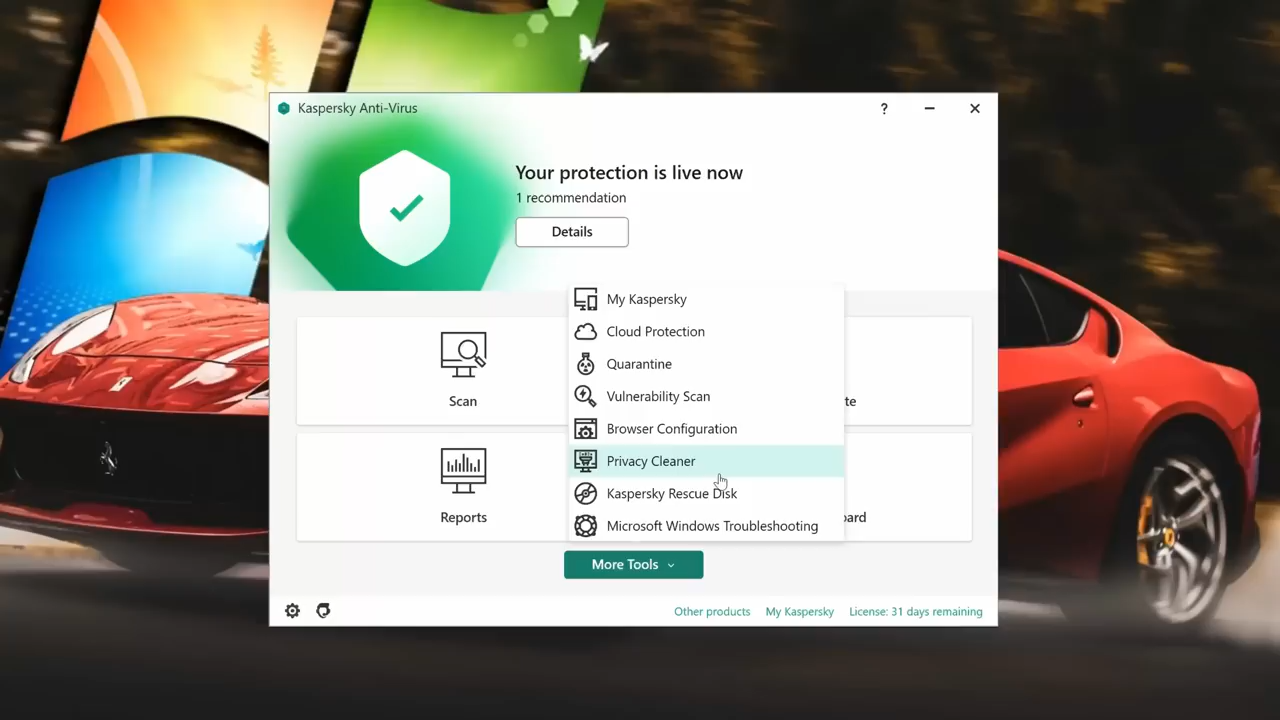 Kaspersky Anti-Virus
?
Your protection is live now
1 recommendation
Details
My Kaspersky
Cloud Protection
Quarantine
Vulnerability Scan
Browser Configuration
Privacy Cleaner
Kaspersky Rescue Disk
Microsoft Windows Troubleshooting
Scan
te
Reports
oard
More Tools
Other products
My Kaspersky
License: 31 days remaining